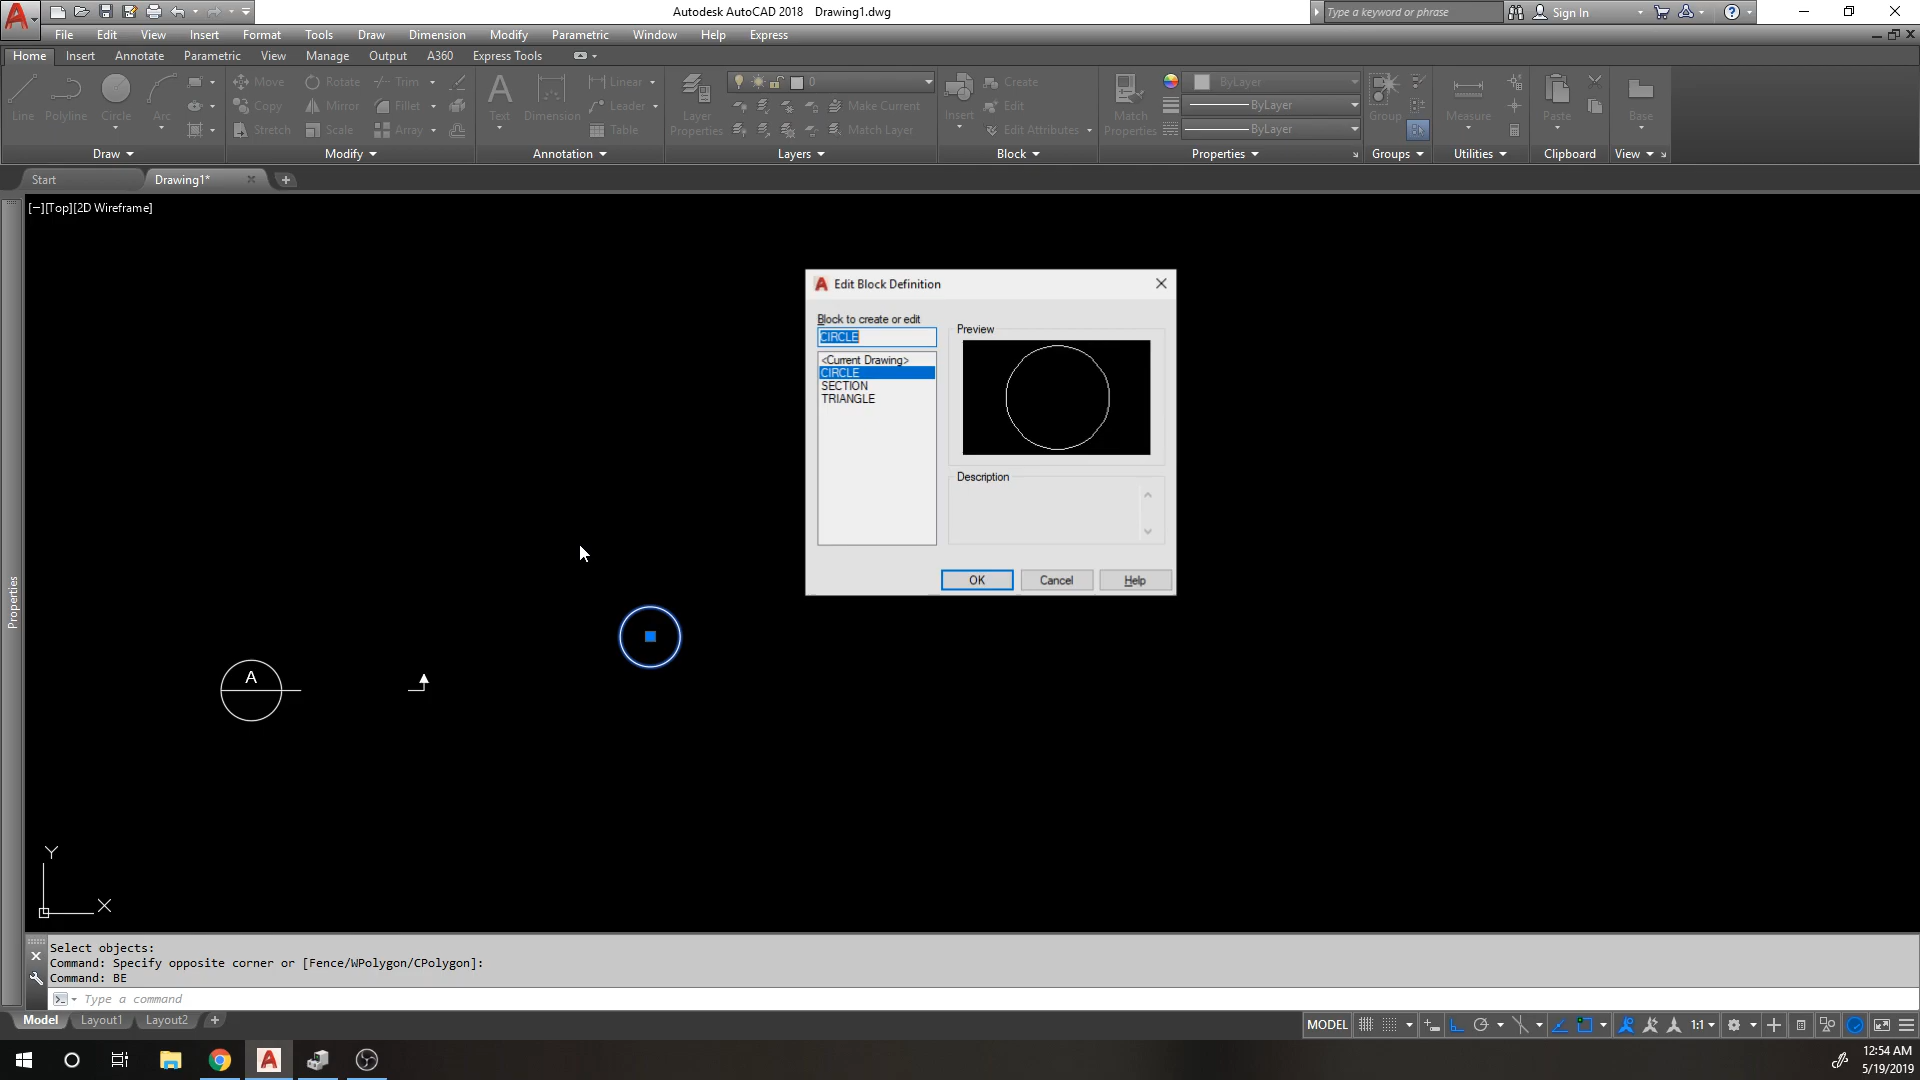 Autodesk AutoCAD 2018 Drawing1.dwg
Type a keyword or phrase
Sign In
File Edit View Insert Format Tools Draw Dimension Modify Parametric Window Help Express
Home Insert Annotate Parametric View Manage Output A360 Express Tools
Line Polyline Circle Arc
Move Rotate Trim
Copy Mirror Fillet
Stretch Scale Array
Text Dimension
Linear
Leader
Table
Layer Properties
0
Make Current
Match Layer
Insert
Create
Edit
Edit Attributes
Match Properties
ByLayer
ByLayer
ByLayer
Group
Measure
Paste
Base
Draw Modify Annotation Layers Block Properties Groups Utilities Clipboard View
Start Drawing1*
[−][Top][2D Wireframe]
Properties
Edit Block Definition
Block to create or edit
CIRCLE
<Current Drawing>
CIRCLE
SECTION
TRIANGLE
Preview
Description
OK Cancel Help
A
Y
X
Select objects:
Command: Specify opposite corner or [Fence/WPolygon/CPolygon]:
Command: BE
Type a command
Model Layout1 Layout2
MODEL 1:1
12:54 AM
5/19/2019